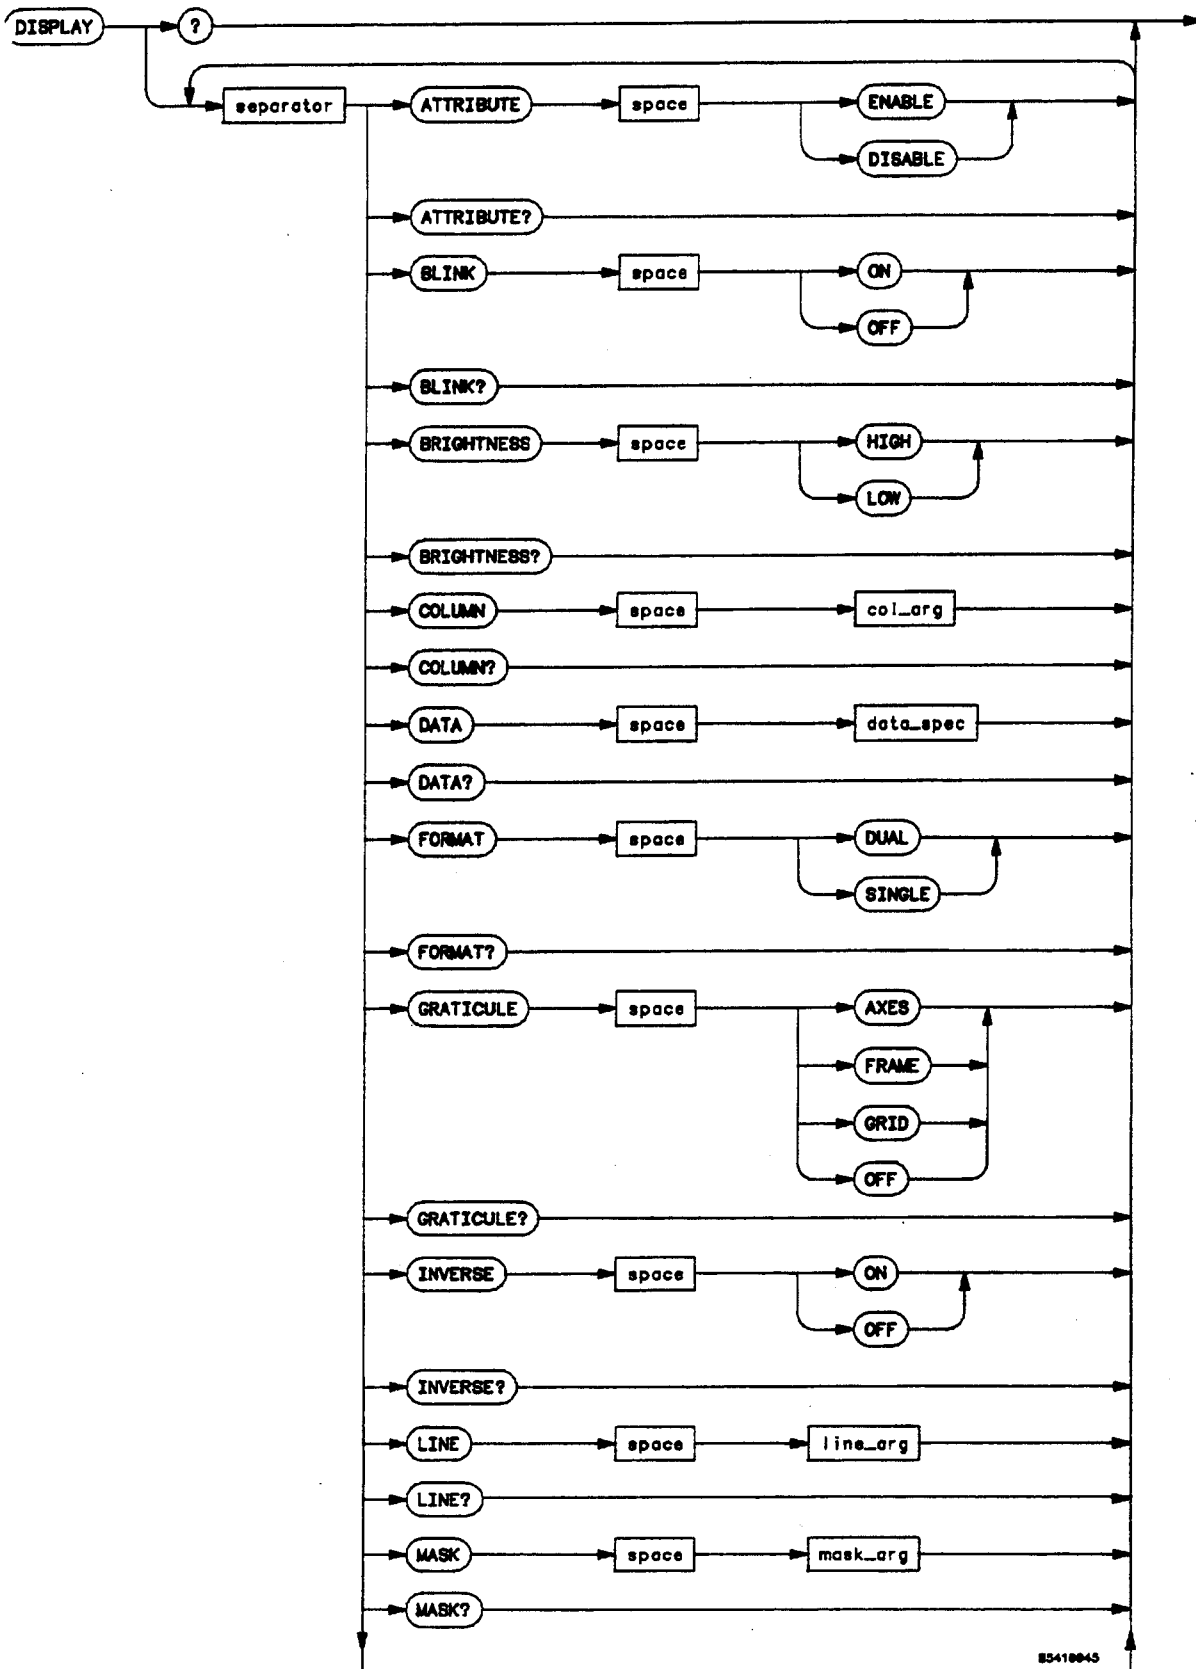 DISPLAY ?
separator ATTRIBUTE space ENABLE
DISABLE
ATTRIBUTE?
BLINK space ON
OFF
BLINK?
BRIGHTNESS space HIGH
LOW
BRIGHTNESS?
COLUMN space col_arg
COLUMN?
DATA space data_spec
DATA?
FORMAT space DUAL
SINGLE
FORMAT?
GRATICULE space AXES
FRAME
GRID
OFF
GRATICULE?
INVERSE space ON
OFF
INVERSE?
LINE space line_arg
LINE?
MASK space mask_arg
MASK?